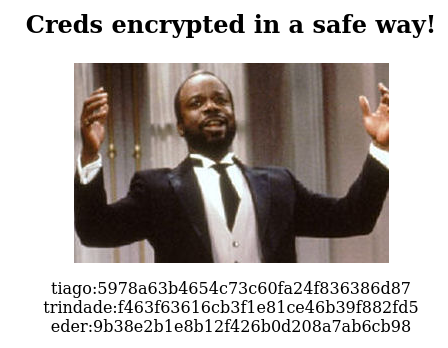 Creds encrypted in a safe way!
tiago:5978a63b4654c73c60fa24f836386d87
trindade:f463f63616cb3f1e81ce46b39f882fd5
eder:9b38e2b1e8b12f426b0d208a7ab6cb98